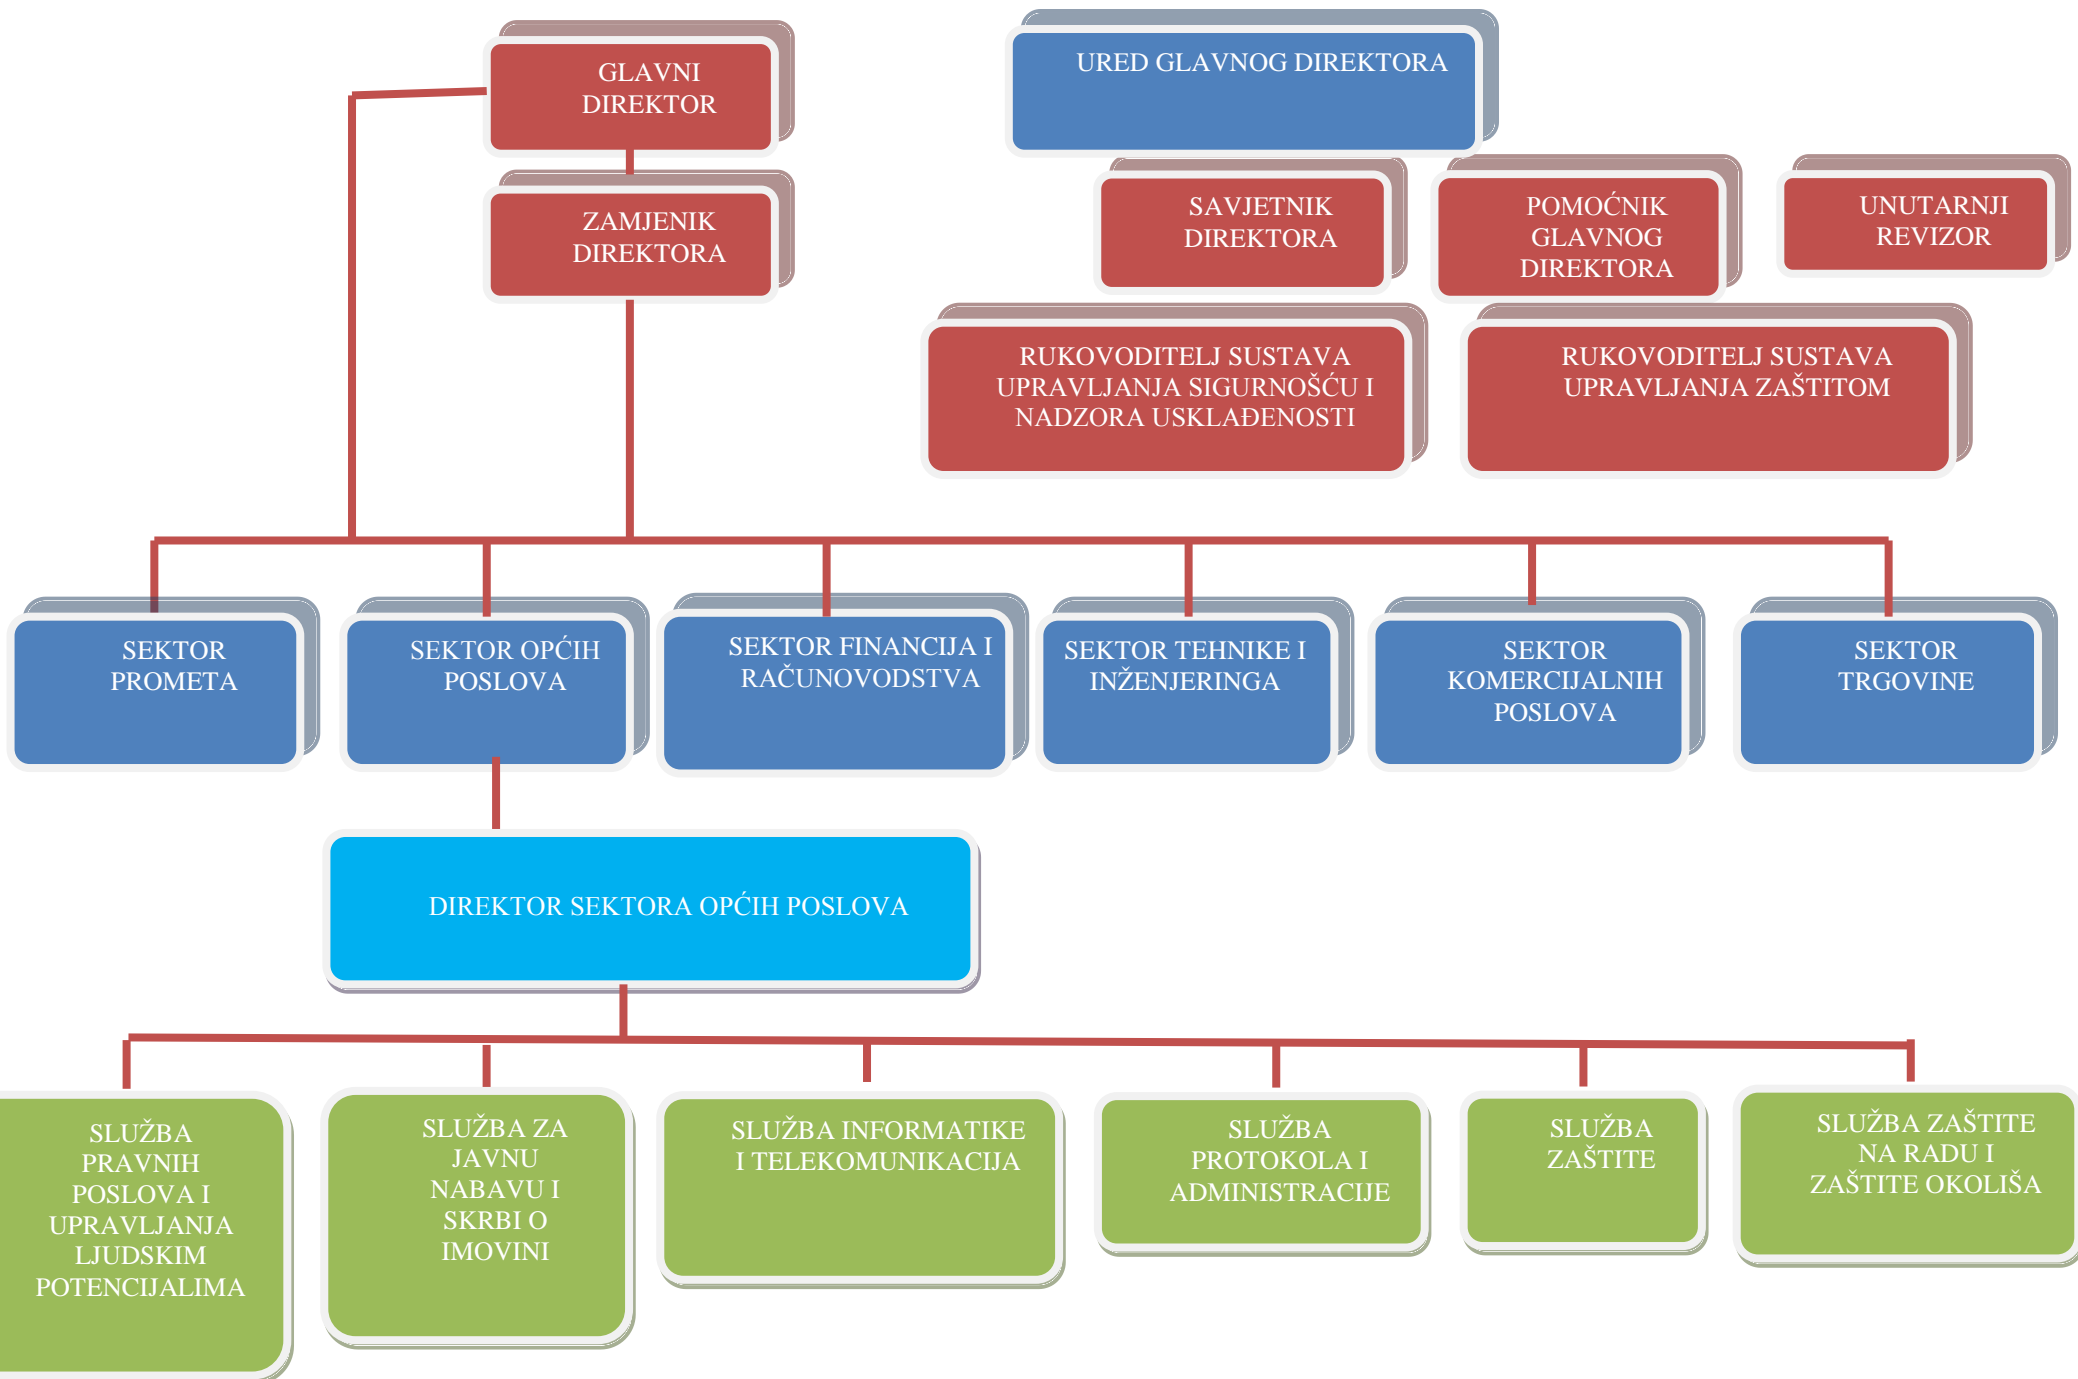 GLAVNI
DIREKTOR
URED GLAVNOG DIREKTORA
ZAMJENIK
DIREKTORA
SAVJETNIK
DIREKTORA
POMOĆNIK
GLAVNOG
DIREKTORA
UNUTARNJI
REVIZOR
RUKOVODITELJ SUSTAVA
UPRAVLJANJA SIGURNOŠĆU I
NADZORA USKLAĐENOSTI
RUKOVODITELJ SUSTAVA
UPRAVLJANJA ZAŠTITOM
SEKTOR
PROMETA
SEKTOR OPĆIH
POSLOVA
SEKTOR FINANCIJA I
RAČUNOVODSTVA
SEKTOR TEHNIKE I
INŽENJERINGA
SEKTOR
KOMERCIJALNIH
POSLOVA
SEKTOR
TRGOVINE
DIREKTOR SEKTORA OPĆIH POSLOVA
SLUŽBA
PRAVNIH
POSLOVA I
UPRAVLJANJA
LJUDSKIM
POTENCIJALIMA
SLUŽBA ZA
JAVNU
NABAVU I
SKRBI O
IMOVINI
SLUŽBA INFORMATIKE
I TELEKOMUNIKACIJA
SLUŽBA
PROTOKOLA I
ADMINISTRACIJE
SLUŽBA
ZAŠTITE
SLUŽBA ZAŠTITE
NA RADU I
ZAŠTITE OKOLIŠA